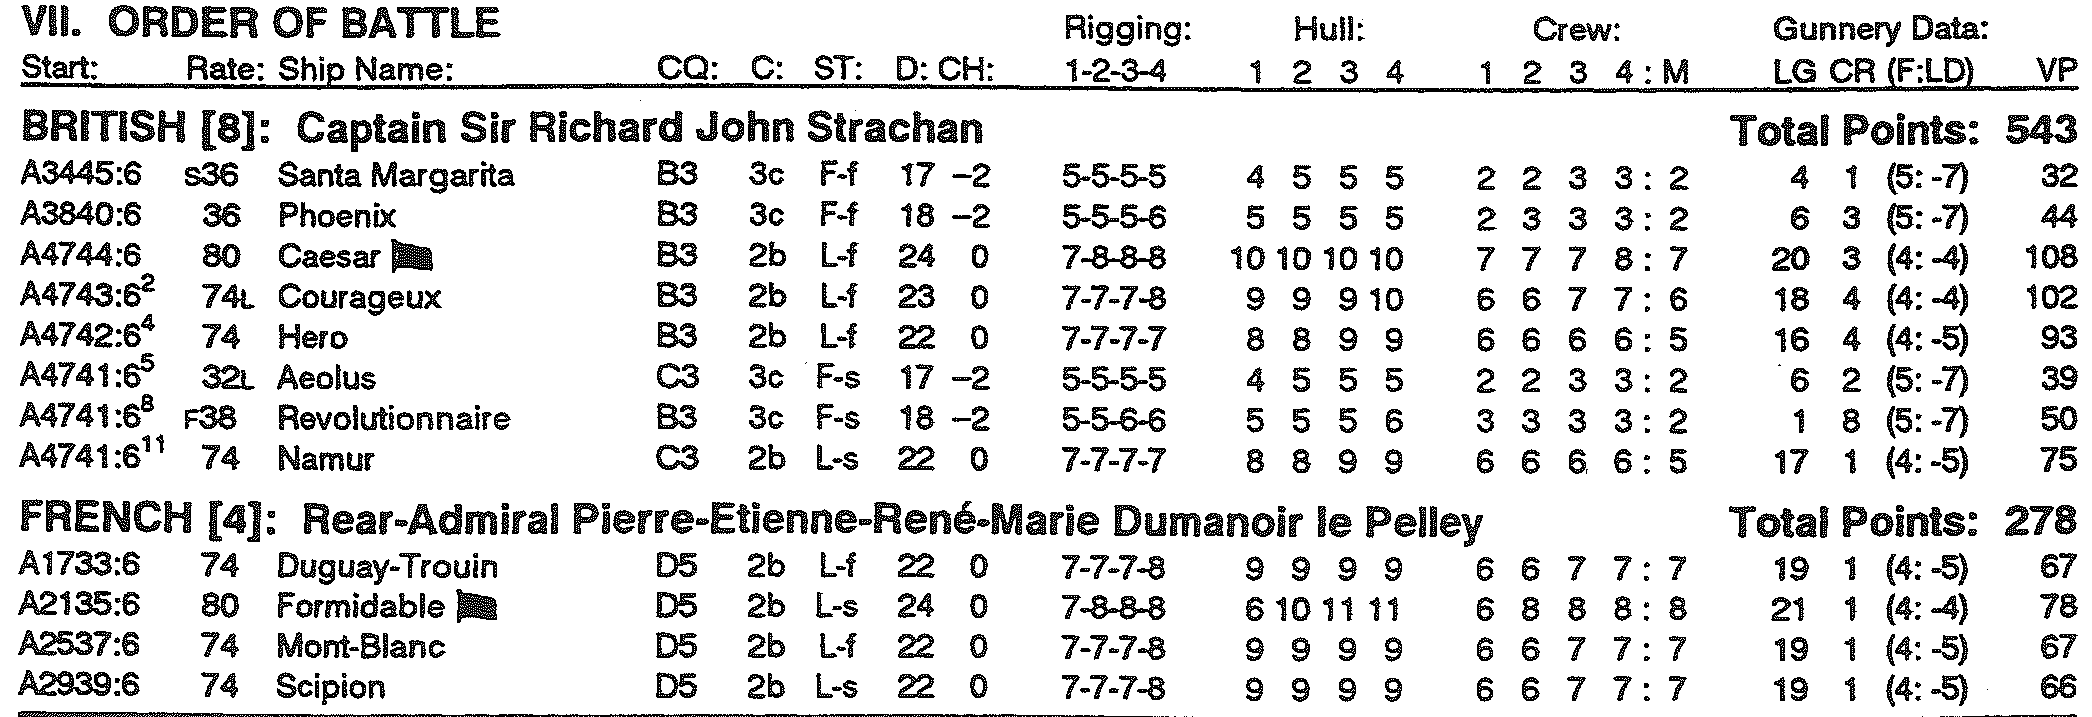 VII. ORDER OF BATTLE Rigging: Hull: Crew: Gunnery Data:
Start: Rate: Ship Name: CQ: C: ST: D: CH: 1-2-3-4 1 2 3 4 1 2 3 4 : M LG CR (F:LD) VP
BRITISH [8]: Captain Sir Richard John Strachan Total Points: 543
A3445:6 S36 Santa Margarita B3 3c F-f 17 –2 5-5-5-5 4 5 5 5 2 2 3 3 : 2 4 1 (5: -7) 32
A3840:6 36 Phoenix B3 3c F-f 18 –2 5-5-5-6 5 5 5 5 2 3 3 3 : 2 6 3 (5: -7) 44
A4744:6 80 Caesar B3 2b L-f 24 0 7-8-8-8 10 10 10 10 7 7 7 8 : 7 20 3 (4: -4) 108
A4743:6² 74L Courageux B3 2b L-f 23 0 7-7-7-8 9 9 9 10 6 6 7 7 : 6 18 4 (4: -4) 102
A4742:6⁴ 74 Hero B3 2b L-f 22 0 7-7-7-7 8 8 9 9 6 6 6 6 : 5 16 4 (4: -5) 93
A4741:6⁵ 32L Aeolus C3 3c F-s 17 –2 5-5-5-5 4 5 5 5 2 2 3 3 : 2 6 2 (5: -7) 39
A4741:6⁸ F38 Revolutionnaire B3 3c F-s 18 –2 5-5-6-6 5 5 5 6 3 3 3 3 : 2 1 8 (5: -7) 50
A4741:6¹¹ 74 Namur C3 2b L-s 22 0 7-7-7-7 8 8 9 9 6 6 6 6 : 5 17 1 (4: -5) 75
FRENCH [4]: Rear-Admiral Pierre-Etienne-René-Marie Dumanoir le Pelley Total Points: 278
A1733:6 74 Duguay-Trouin D5 2b L-f 22 0 7-7-7-8 9 9 9 9 6 6 7 7 : 7 19 1 (4: -5) 67
A2135:6 80 Formidable D5 2b L-s 24 0 7-8-8-8 6 10 11 11 6 8 8 8 : 8 21 1 (4: -4) 78
A2537:6 74 Mont-Blanc D5 2b L-f 22 0 7-7-7-8 9 9 9 9 6 6 7 7 : 7 19 1 (4: -5) 67
A2939:6 74 Scipion D5 2b L-s 22 0 7-7-7-8 9 9 9 9 6 6 7 7 : 7 19 1 (4: -5) 66